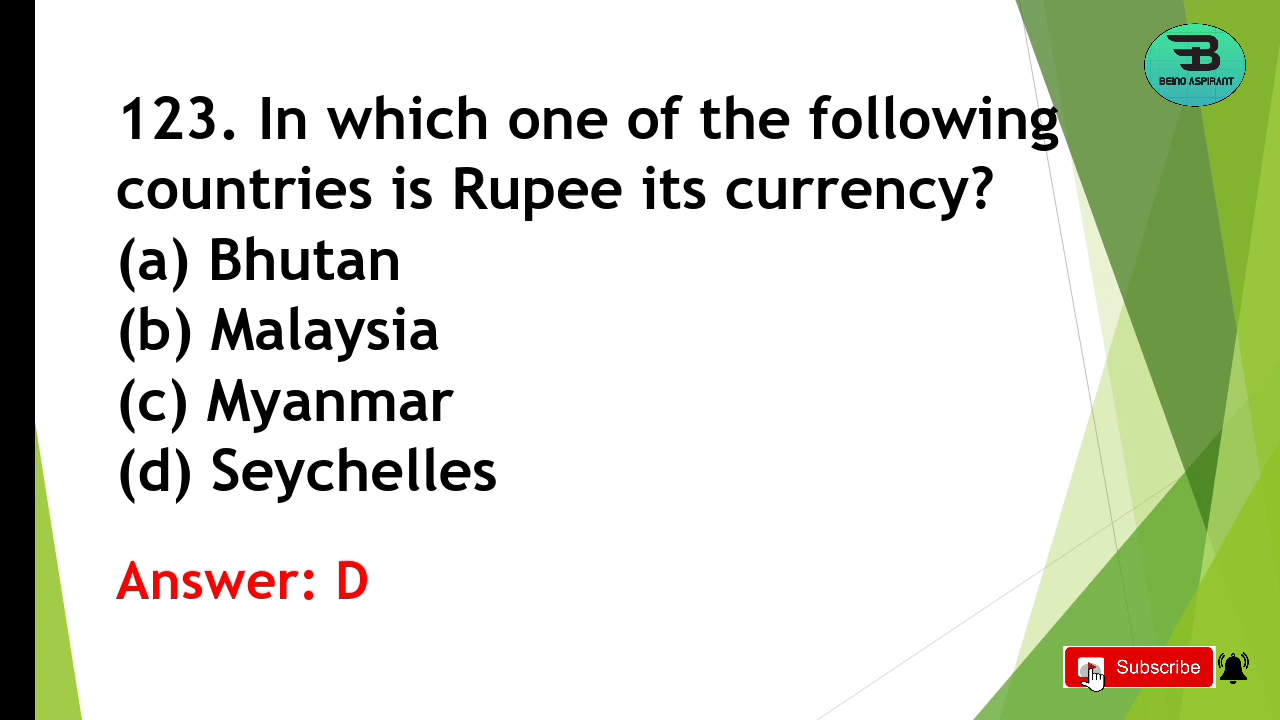 BEING ASPIRANT
123. In which one of the following
countries is Rupee its currency?
(a) Bhutan
(b) Malaysia
(c) Myanmar
(d) Seychelles
Answer: D
Subscribe